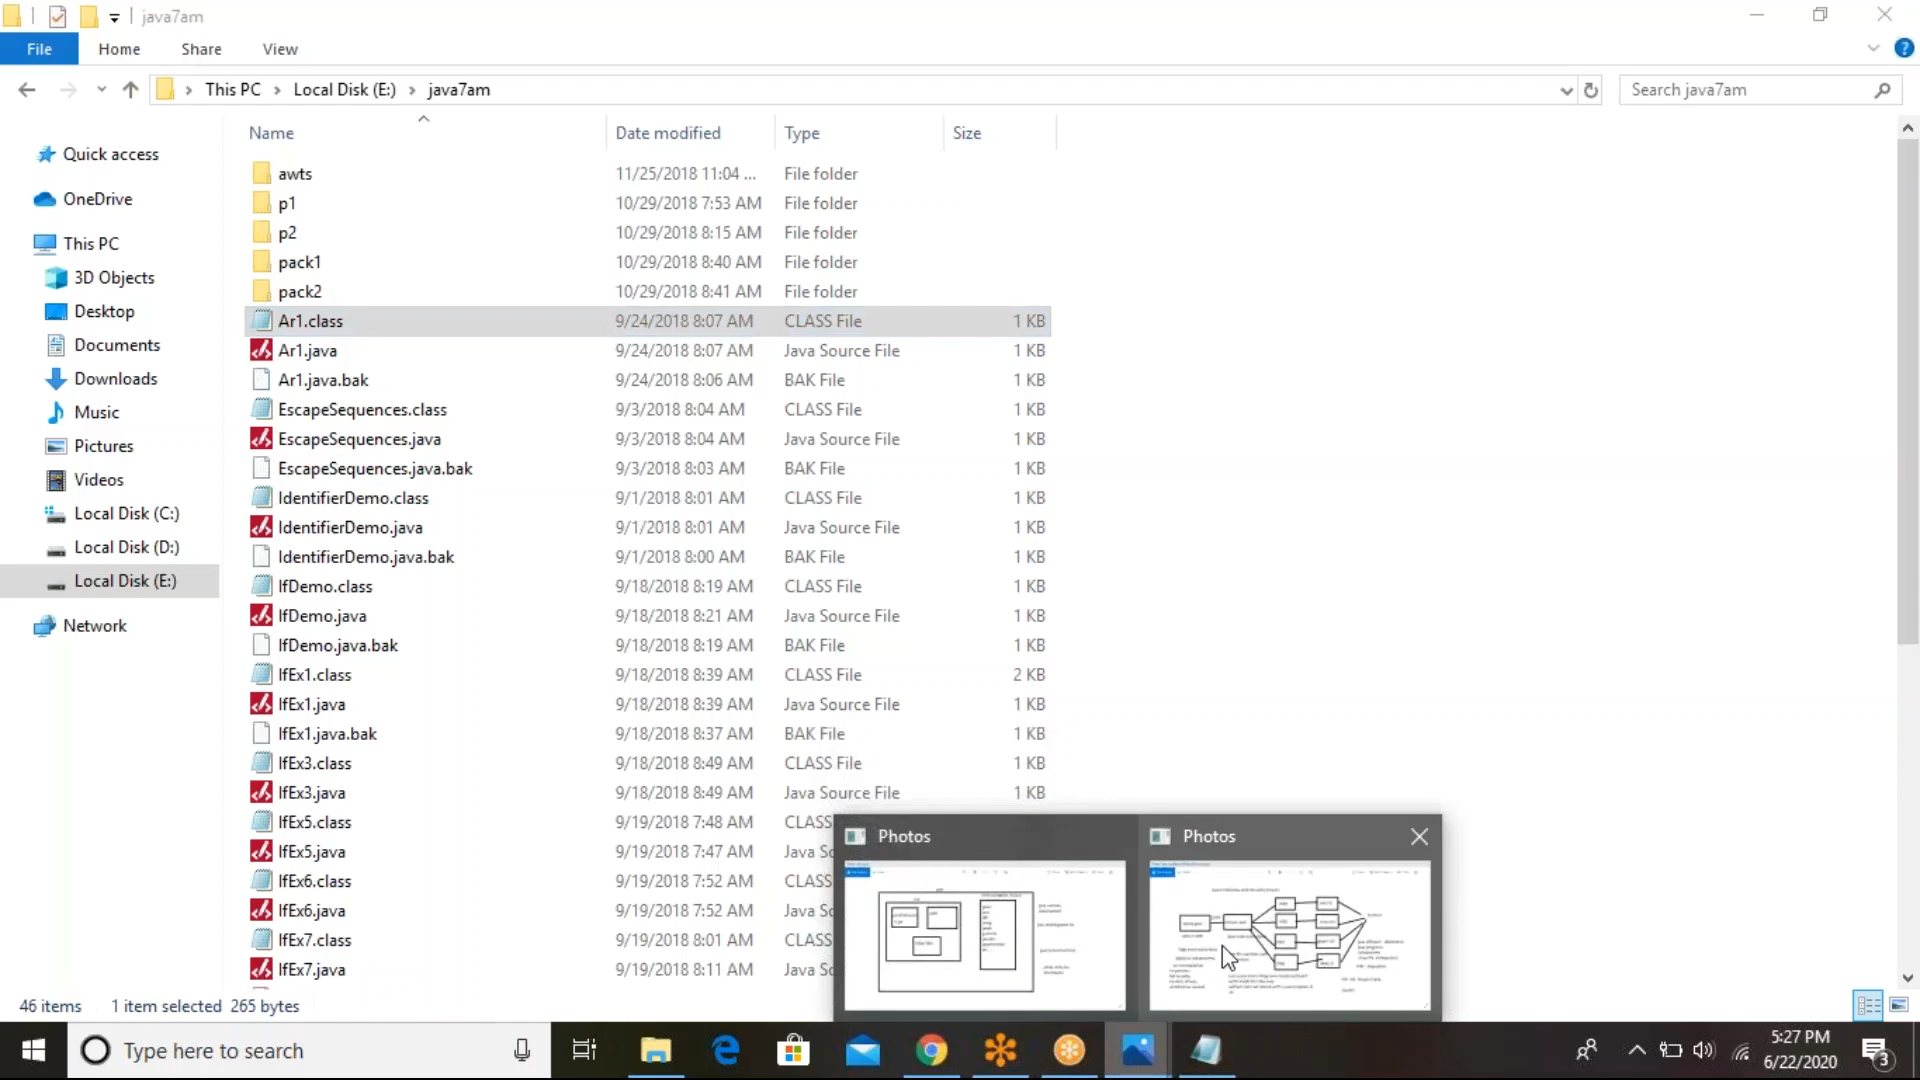 java7am
File Home Share View
This PC Local Disk (E:) java7am
Search java7am
Name Date modified Type Size
Quick access
OneDrive
This PC
3D Objects
Desktop
Documents
Downloads
Music
Pictures
Videos
Local Disk (C:)
Local Disk (D:)
Local Disk (E:)
Network
awts 11/25/2018 11:04 ... File folder
p1 10/29/2018 7:53 AM File folder
p2 10/29/2018 8:15 AM File folder
pack1 10/29/2018 8:40 AM File folder
pack2 10/29/2018 8:41 AM File folder
Ar1.class 9/24/2018 8:07 AM CLASS File 1 KB
Ar1.java 9/24/2018 8:07 AM Java Source File 1 KB
Ar1.java.bak 9/24/2018 8:06 AM BAK File 1 KB
EscapeSequences.class 9/3/2018 8:04 AM CLASS File 1 KB
EscapeSequences.java 9/3/2018 8:04 AM Java Source File 1 KB
EscapeSequences.java.bak 9/3/2018 8:03 AM BAK File 1 KB
IdentifierDemo.class 9/1/2018 8:01 AM CLASS File 1 KB
IdentifierDemo.java 9/1/2018 8:01 AM Java Source File 1 KB
IdentifierDemo.java.bak 9/1/2018 8:00 AM BAK File 1 KB
IfDemo.class 9/18/2018 8:19 AM CLASS File 1 KB
IfDemo.java 9/18/2018 8:21 AM Java Source File 1 KB
IfDemo.java.bak 9/18/2018 8:19 AM BAK File 1 KB
IfEx1.class 9/18/2018 8:39 AM CLASS File 2 KB
IfEx1.java 9/18/2018 8:39 AM Java Source File 1 KB
IfEx1.java.bak 9/18/2018 8:37 AM BAK File 1 KB
IfEx3.class 9/18/2018 8:49 AM CLASS File 1 KB
IfEx3.java 9/18/2018 8:49 AM Java Source File 1 KB
IfEx5.class 9/19/2018 7:48 AM CLASS
IfEx5.java 9/19/2018 7:47 AM Java So
IfEx6.class 9/19/2018 7:52 AM CLASS
IfEx6.java 9/19/2018 7:52 AM Java So
IfEx7.class 9/19/2018 8:01 AM CLASS
IfEx7.java 9/19/2018 8:11 AM Java So
Photos Photos
46 items 1 item selected 265 bytes
Type here to search
5:27 PM
6/22/2020
3